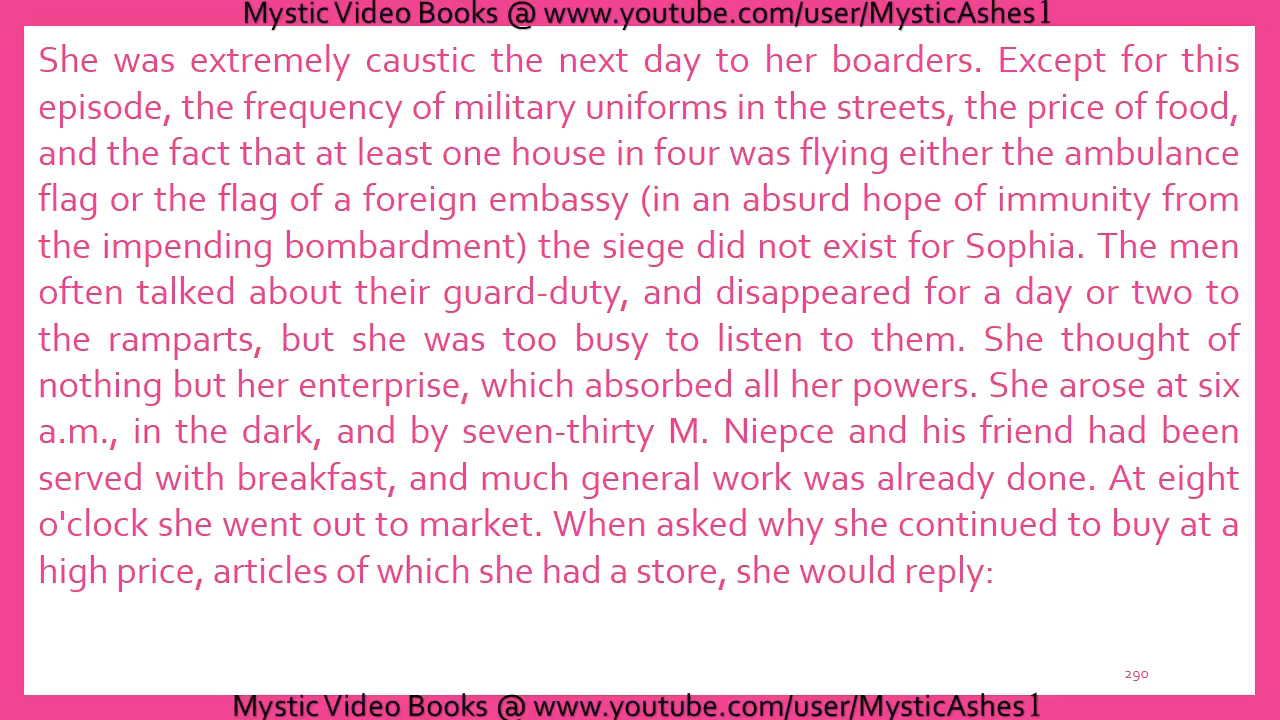 Mystic Video Books @ www.youtube.com/user/MysticAshes1
She was extremely caustic the next day to her boarders. Except for this
episode, the frequency of military uniforms in the streets, the price of food,
and the fact that at least one house in four was flying either the ambulance
flag or the flag of a foreign embassy (in an absurd hope of immunity from
the impending bombardment) the siege did not exist for Sophia. The men
often talked about their guard-duty, and disappeared for a day or two to
the ramparts, but she was too busy to listen to them. She thought of
nothing but her enterprise, which absorbed all her powers. She arose at six
a.m., in the dark, and by seven-thirty M. Niepce and his friend had been
served with breakfast, and much general work was already done. At eight
o'clock she went out to market. When asked why she continued to buy at a
high price, articles of which she had a store, she would reply:
290
Mystic Video Books @ www.youtube.com/user/MysticAshes1